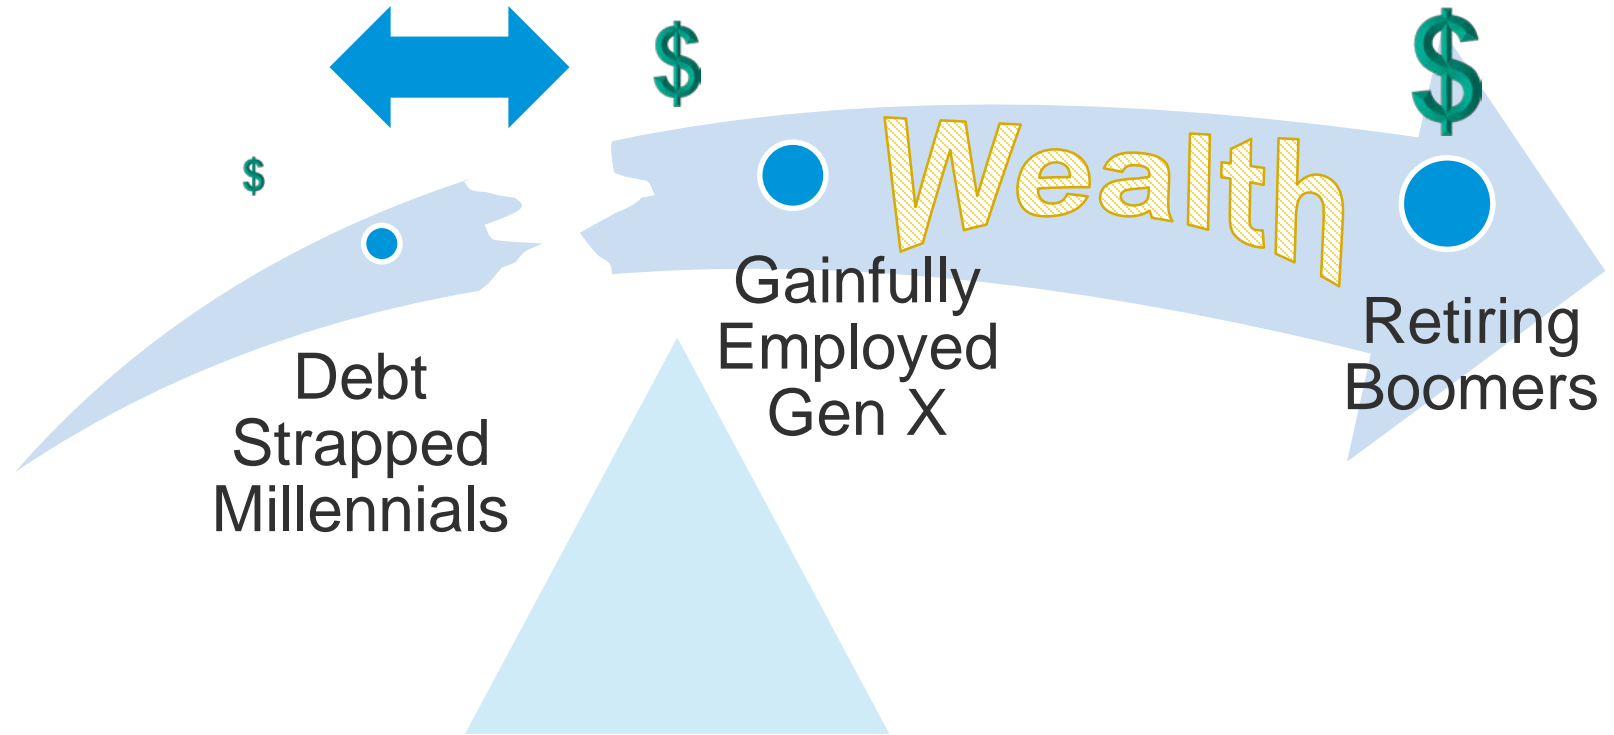 $
$
$
Wealth
Debt
Strapped
Millennials
Gainfully
Employed
Gen X
Retiring
Boomers